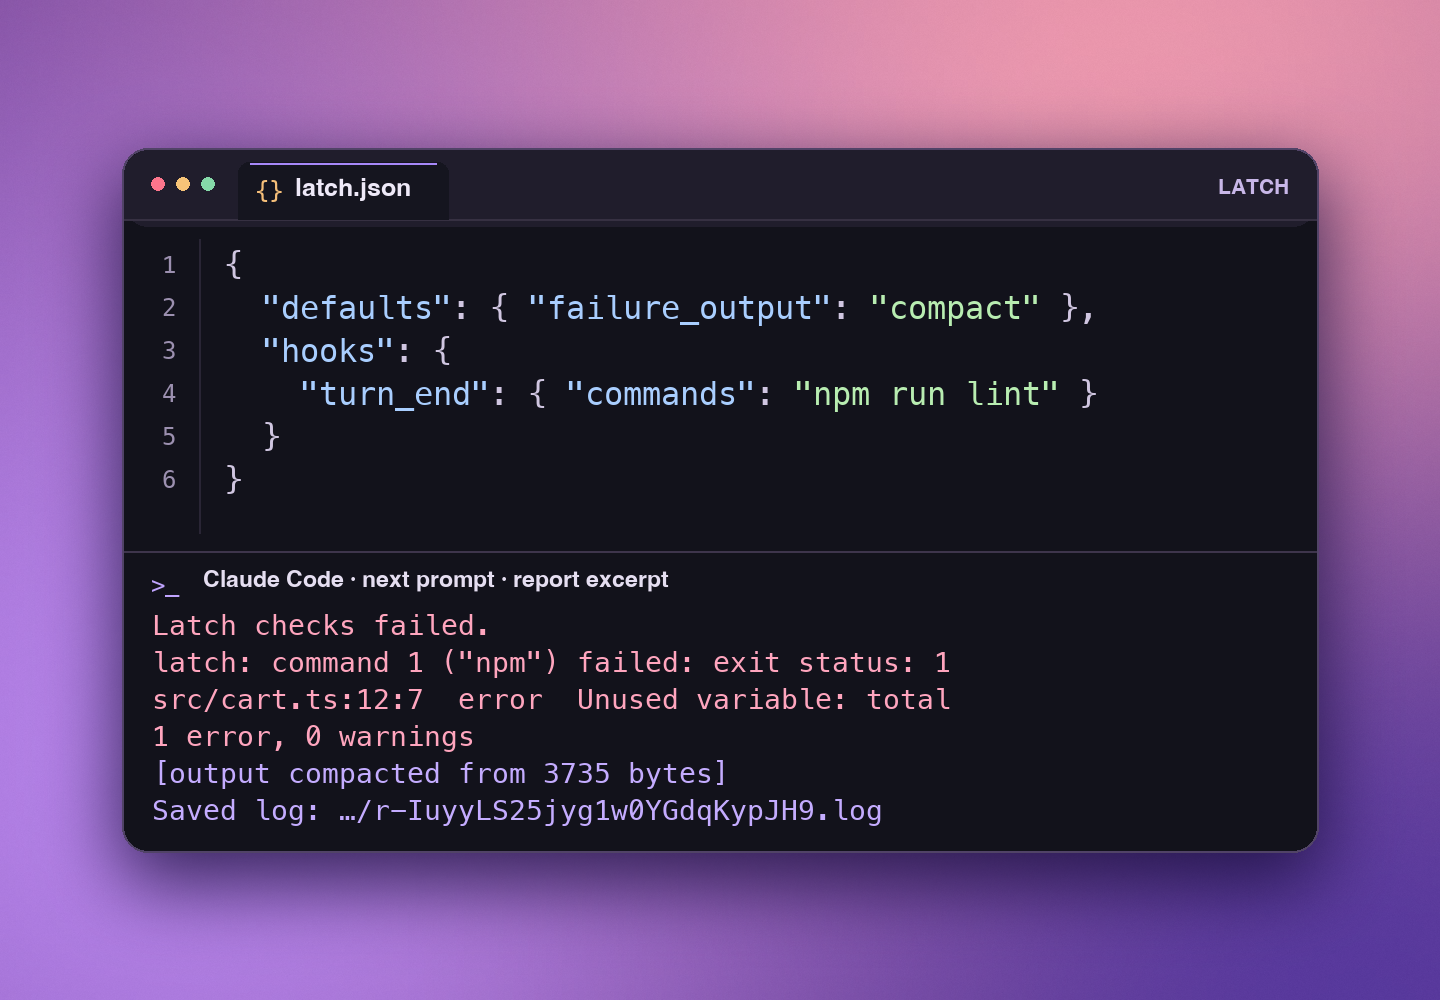 {} latch.json
LATCH
1 {
2   "defaults": { "failure_output": "compact" },
3   "hooks": {
4     "turn_end": { "commands": "npm run lint" }
5   }
6 }
>_ Claude Code · next prompt · report excerpt
Latch checks failed.
latch: command 1 ("npm") failed: exit status: 1
src/cart.ts:12:7  error  Unused variable: total
1 error, 0 warnings
[output compacted from 3735 bytes]
Saved log: …/r–IuyyLS25jyg1w0YGdqKypJH9.log